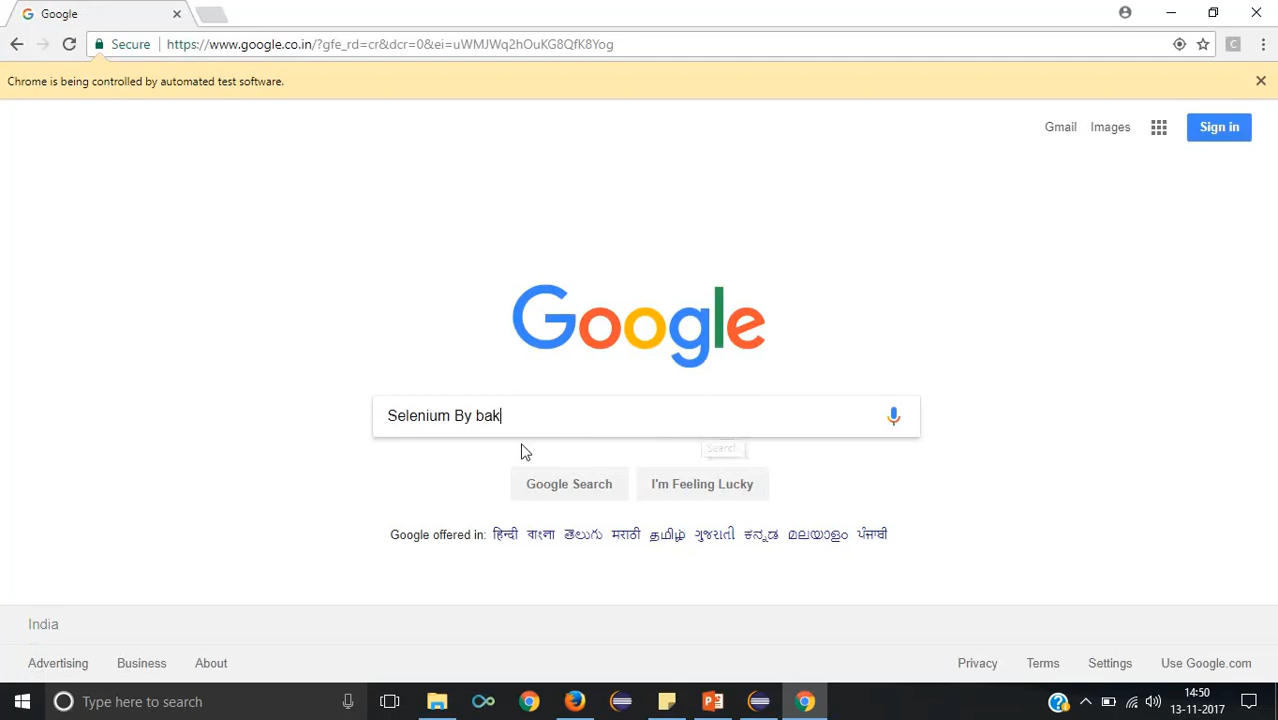 Google
Secure
https://www.google.co.in/?gfe_rd=cr&dcr=0&ei=uWMJWq2hOuKG8QfK8Yog
C
Chrome is being controlled by automated test software.
Gmail Images Sign in
Google
Selenium By bak
Search
Google Search I'm Feeling Lucky
Google offered in: हिन्दी বাংলা తెలుగు मराठी தமிழ் ગુજરાતી ಕನ್ನಡ മലയാളം ਪੰਜਾਬੀ
India
Advertising Business About Privacy Terms Settings Use Google.com
Type here to search
14:50
13-11-2017